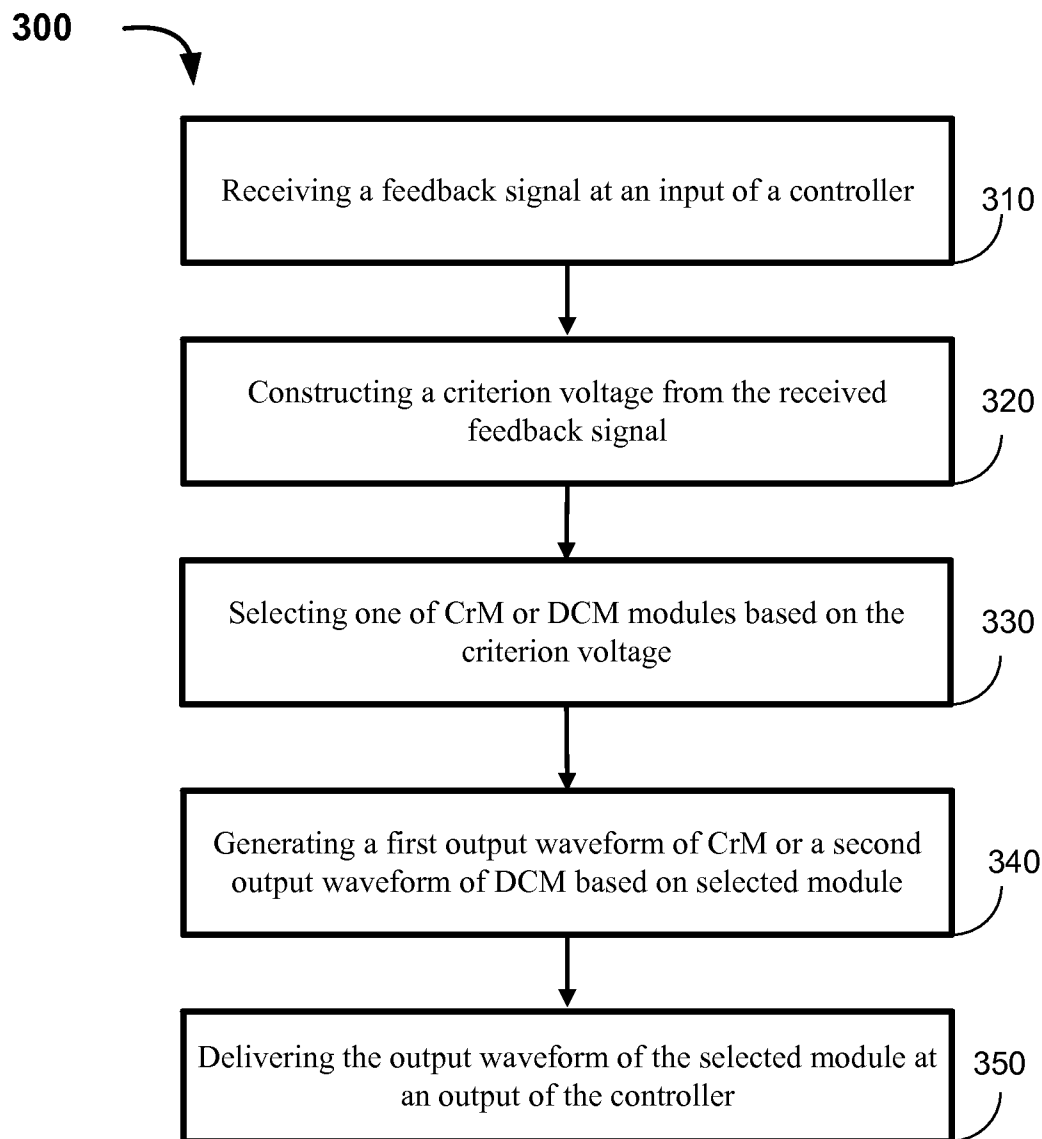 300
Receiving a feedback signal at an input of a controller
310
Constructing a criterion voltage from the received
feedback signal
320
Selecting one of CrM or DCM modules based on the
criterion voltage
330
Generating a first output waveform of CrM or a second
output waveform of DCM based on selected module
340
Delivering the output waveform of the selected module at
an output of the controller
350